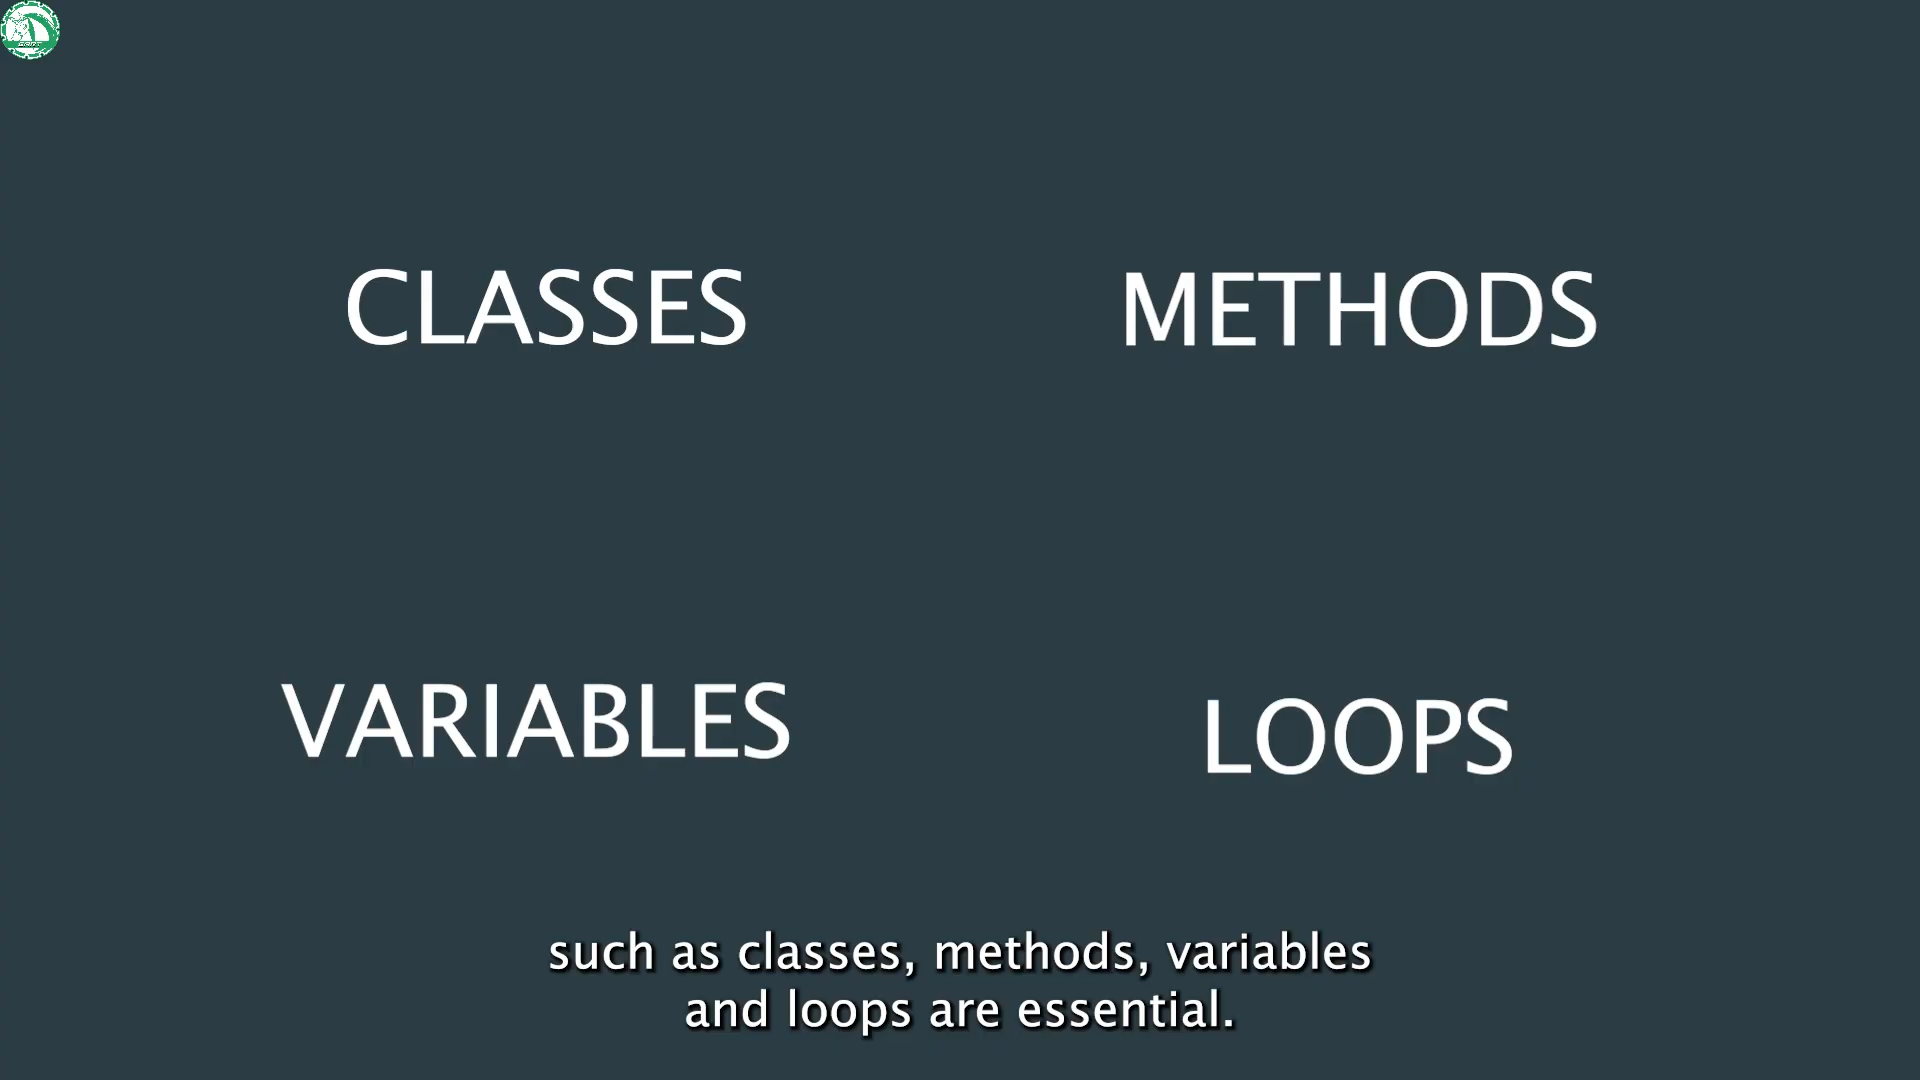 CLASSES
METHODS
VARIABLES
LOOPS
such as classes, methods, variables
and loops are essential.